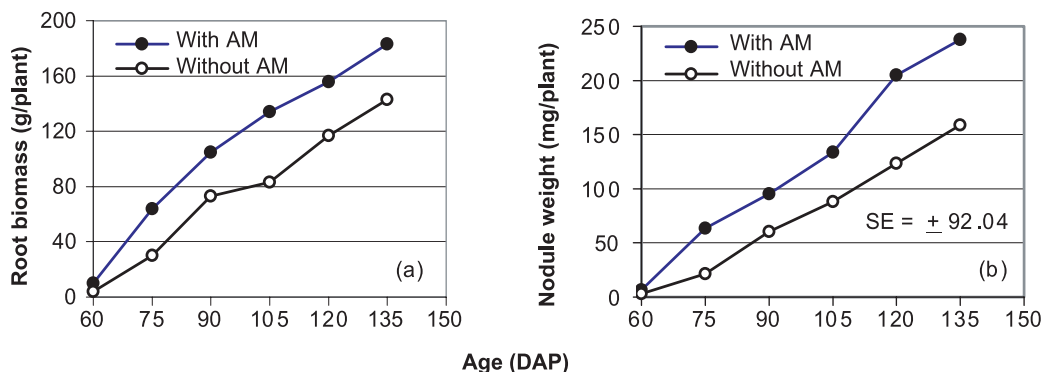 Root biomass (g/plant)
200
160
120
80
40
0
With AM
Without AM
(a)
60 75 90 105 120 135 150
Nodule weight (mg/plant)
250
200
150
100
50
0
With AM
Without AM
SE = ± 92.04
(b)
60 75 90 105 120 135 150
Age (DAP)